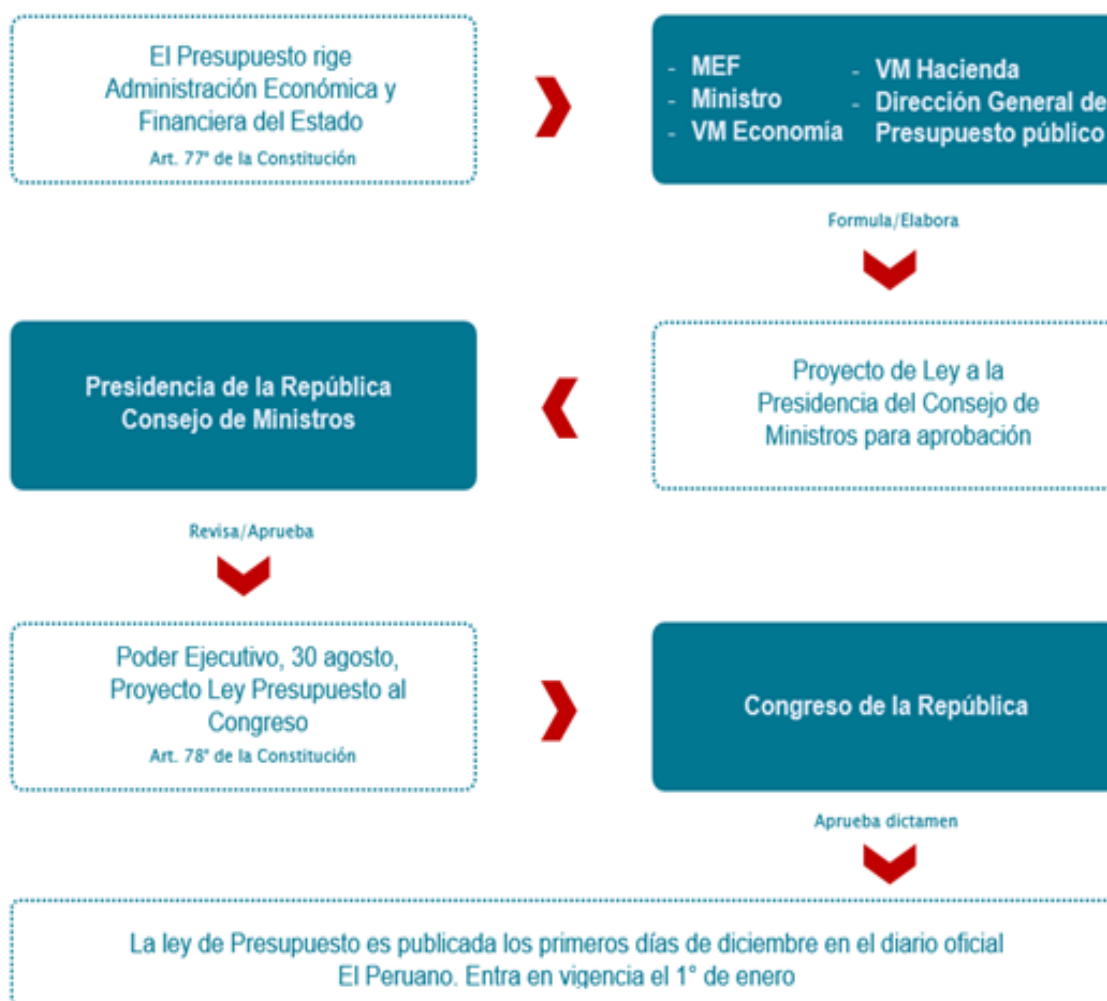 El Presupuesto rige
Administración Económica y
Financiera del Estado
Art. 77° de la Constitución
- MEF
- Ministro
- VM Economía
- VM Hacienda
- Dirección General de
Presupuesto público
Formula/Elabora
Proyecto de Ley a la
Presidencia del Consejo de
Ministros para aprobación
Presidencia de la República
Consejo de Ministros
Revisa/Aprueba
Poder Ejecutivo, 30 agosto,
Proyecto Ley Presupuesto al
Congreso
Art. 78° de la Constitución
Congreso de la República
Aprueba dictamen
La ley de Presupuesto es publicada los primeros días de diciembre en el diario oficial
El Peruano. Entra en vigencia el 1° de enero